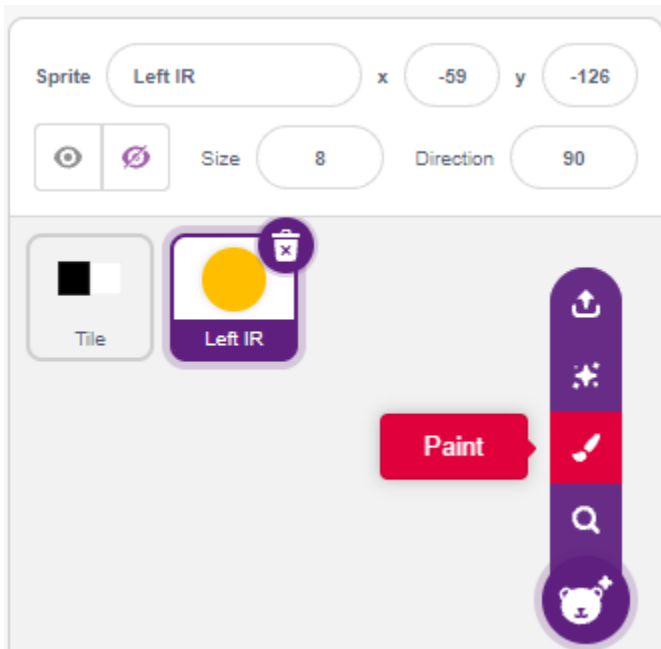 Sprite Left IR x -59 y -126
Size 8 Direction 90
Tile Left IR
Paint